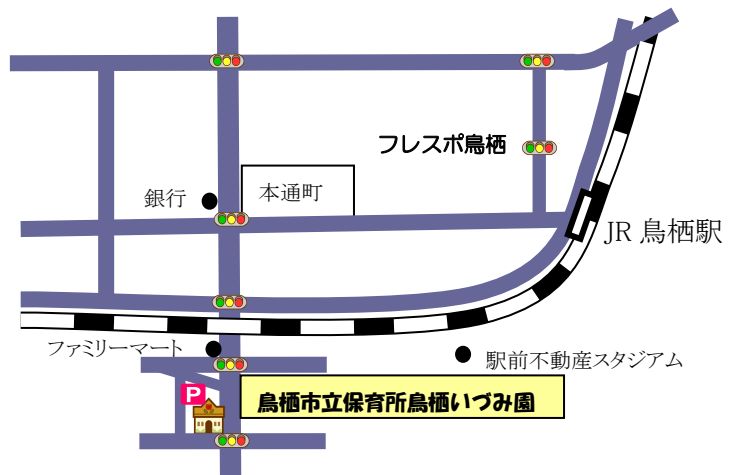 フレスポ鳥栖
銀行
本通町
JR 鳥栖駅
ファミリーマート
駅前不動産スタジアム
P
鳥栖市立保育所鳥栖いづみ園